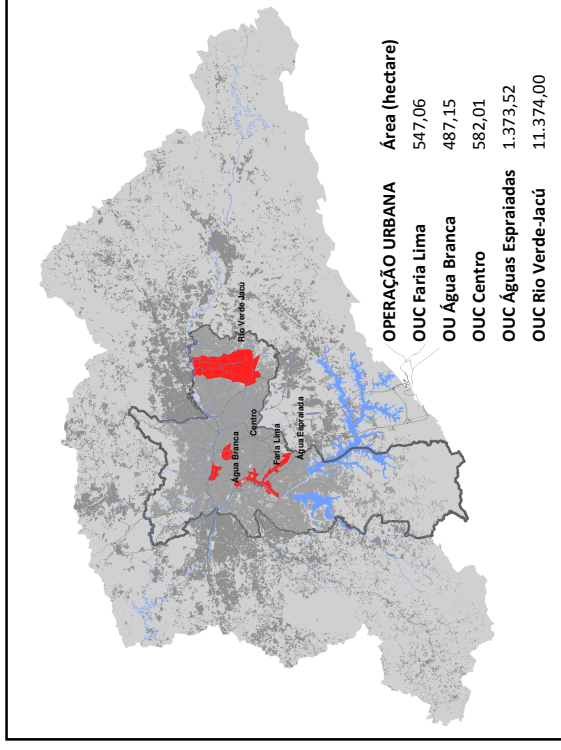 Rio Verde Jacú
Centro
Água Branca
Faria Lima
Água Espraiada
OPERAÇÃO URBANA Área (hectare)
OUC Faria Lima 547,06
OU Água Branca 487,15
OUC Centro 582,01
OUC Águas Espraiadas 1.373,52
OUC Rio Verde-Jacú 11.374,00